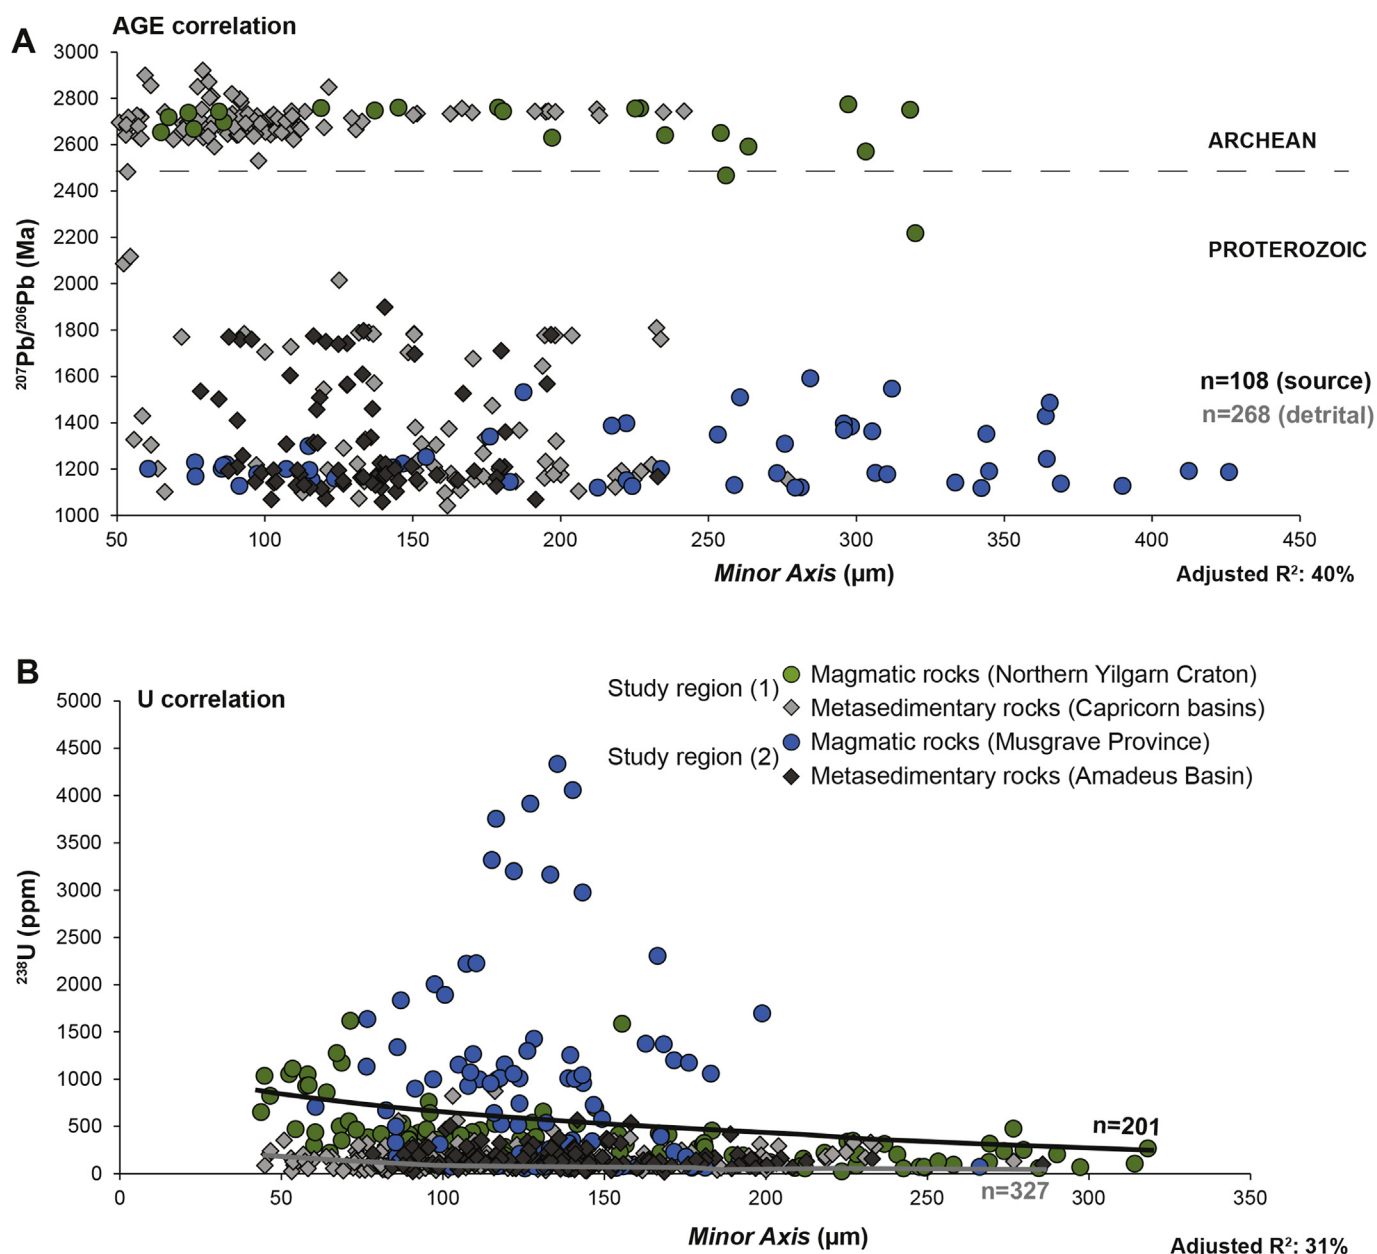 A
AGE correlation
3000
2800
2600
2400
2200
2000
1800
1600
1400
1200
1000
²⁰⁷Pb/²⁰⁶Pb (Ma)
ARCHEAN
PROTEROZOIC
n=108 (source)
n=268 (detrital)
50 100 150 200 250 300 350 400 450
Minor Axis (µm)
Adjusted R²: 40%
B
U correlation
Study region (1)
Magmatic rocks (Northern Yilgarn Craton)
Metasedimentary rocks (Capricorn basins)
Study region (2)
Magmatic rocks (Musgrave Province)
Metasedimentary rocks (Amadeus Basin)
5000
4500
4000
3500
3000
2500
2000
1500
1000
500
0
²³⁸U (ppm)
n=201
n=327
0 50 100 150 200 250 300 350
Minor Axis (µm)
Adjusted R²: 31%